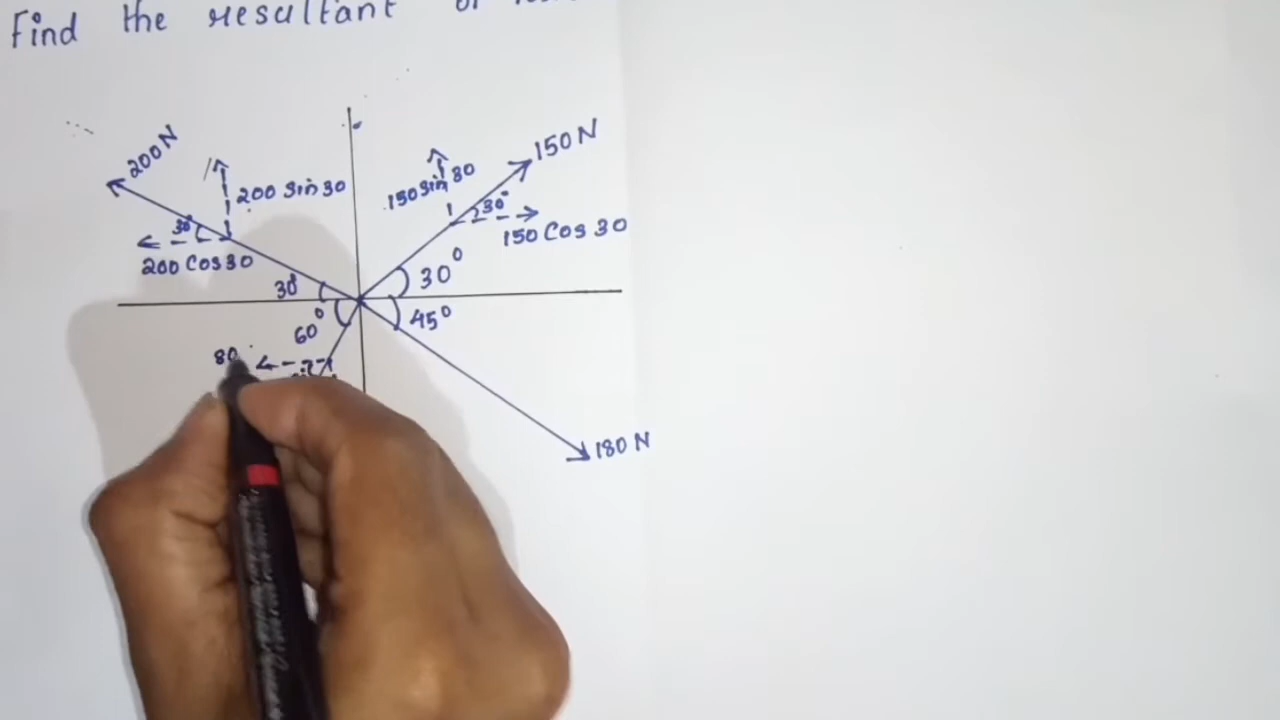 Find the resultant of
200 N
150 N
200 Sin 30
150 sin 30
30°
30°
150 Cos 30
200 Cos 30
30°
30°
60°
45°
80
180 N